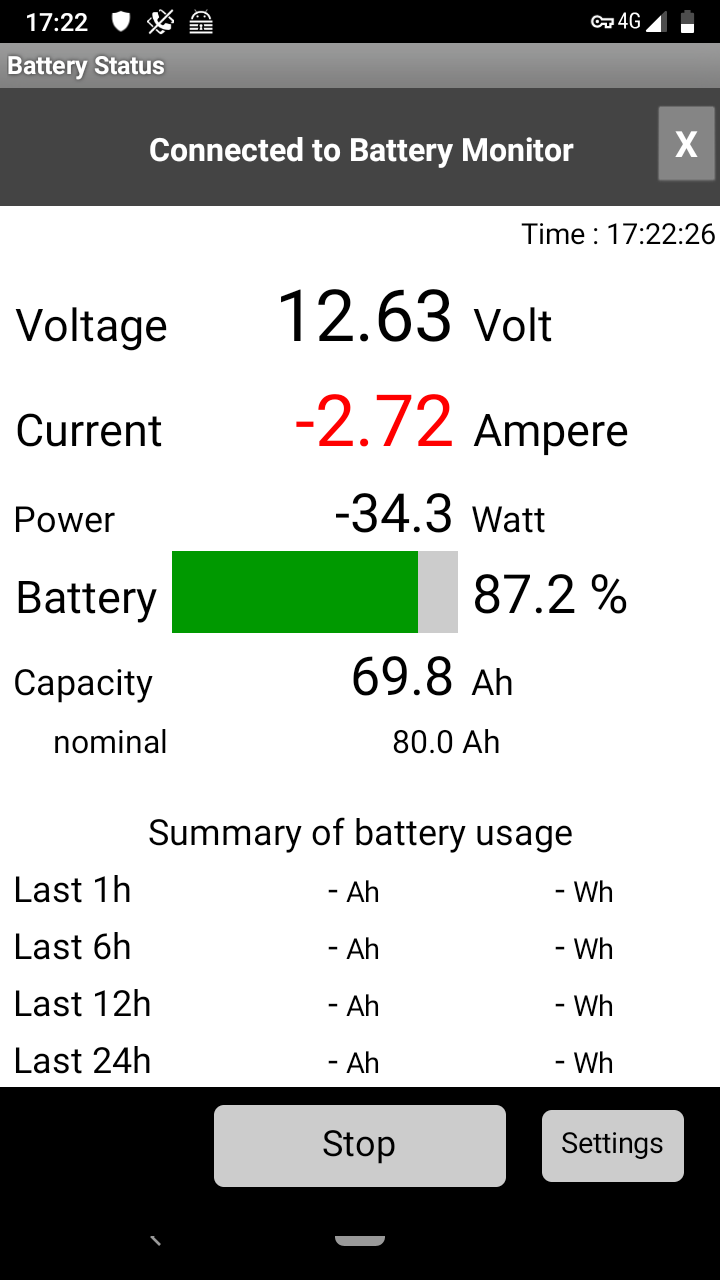 17:22 4G
Battery Status
Connected to Battery Monitor X
Time : 17:22:26
Voltage 12.63 Volt
Current -2.72 Ampere
Power -34.3 Watt
Battery 87.2 %
Capacity 69.8 Ah
nominal 80.0 Ah
Summary of battery usage
Last 1h - Ah - Wh
Last 6h - Ah - Wh
Last 12h - Ah - Wh
Last 24h - Ah - Wh
Stop Settings